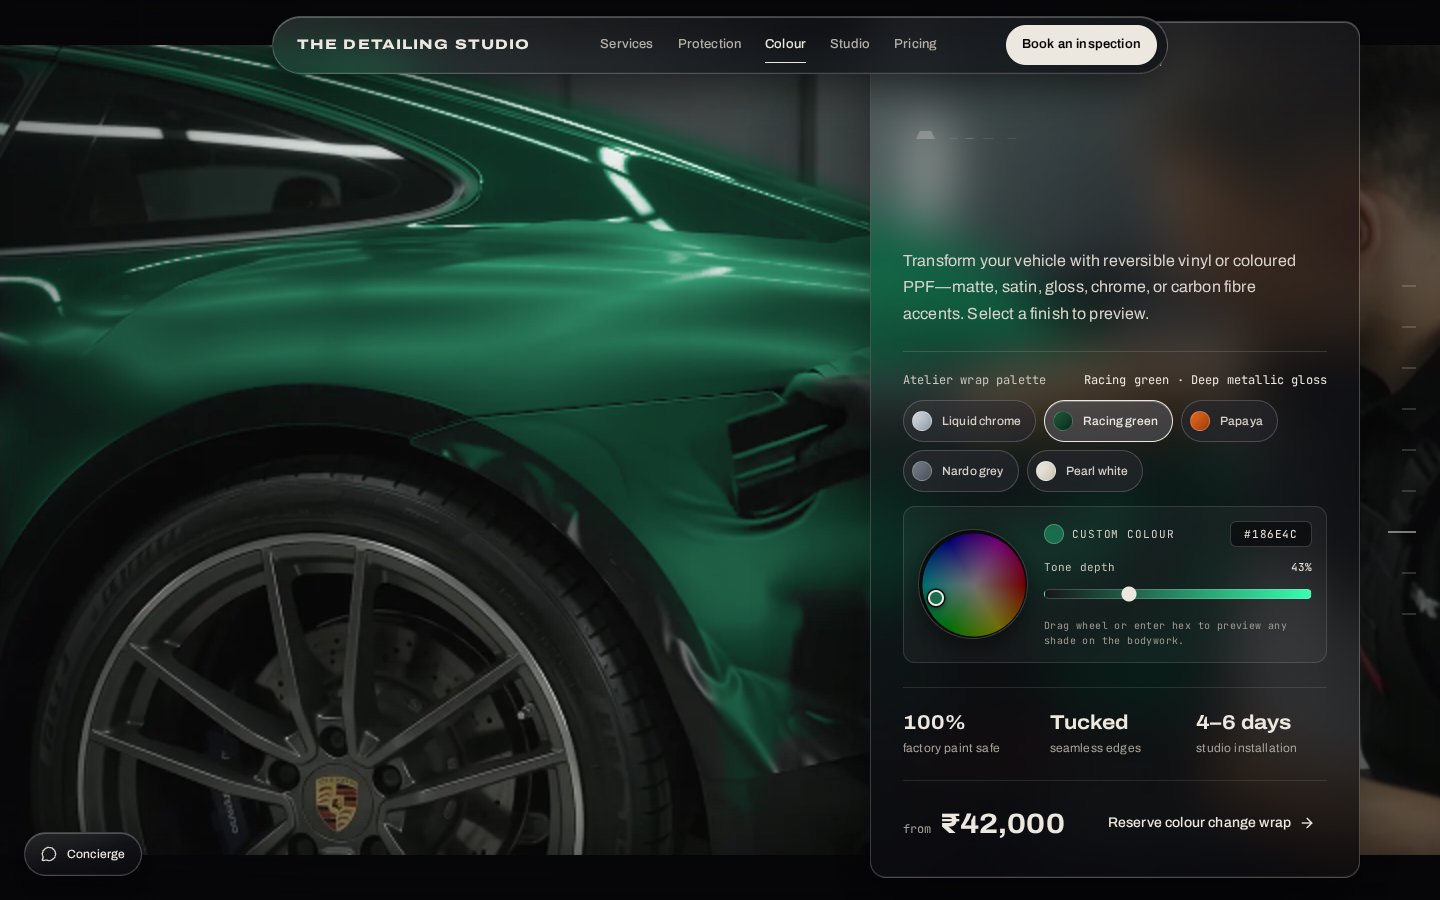 THE DETAILING STUDIO
Services
Protection
Colour
Studio
Pricing
Book an inspection
Transform your vehicle with reversible vinyl or coloured
PPF—matte, satin, gloss, chrome, or carbon fibre
accents. Select a finish to preview.
Atelier wrap palette
Racing green · Deep metallic gloss
Liquid chrome
Racing green
Papaya
Nardo grey
Pearl white
CUSTOM COLOUR
#186E4C
Tone depth
43%
Drag wheel or enter hex to preview any
shade on the bodywork.
100%
factory paint safe
Tucked
seamless edges
4–6 days
studio installation
from ₹42,000
Reserve colour change wrap →
Concierge